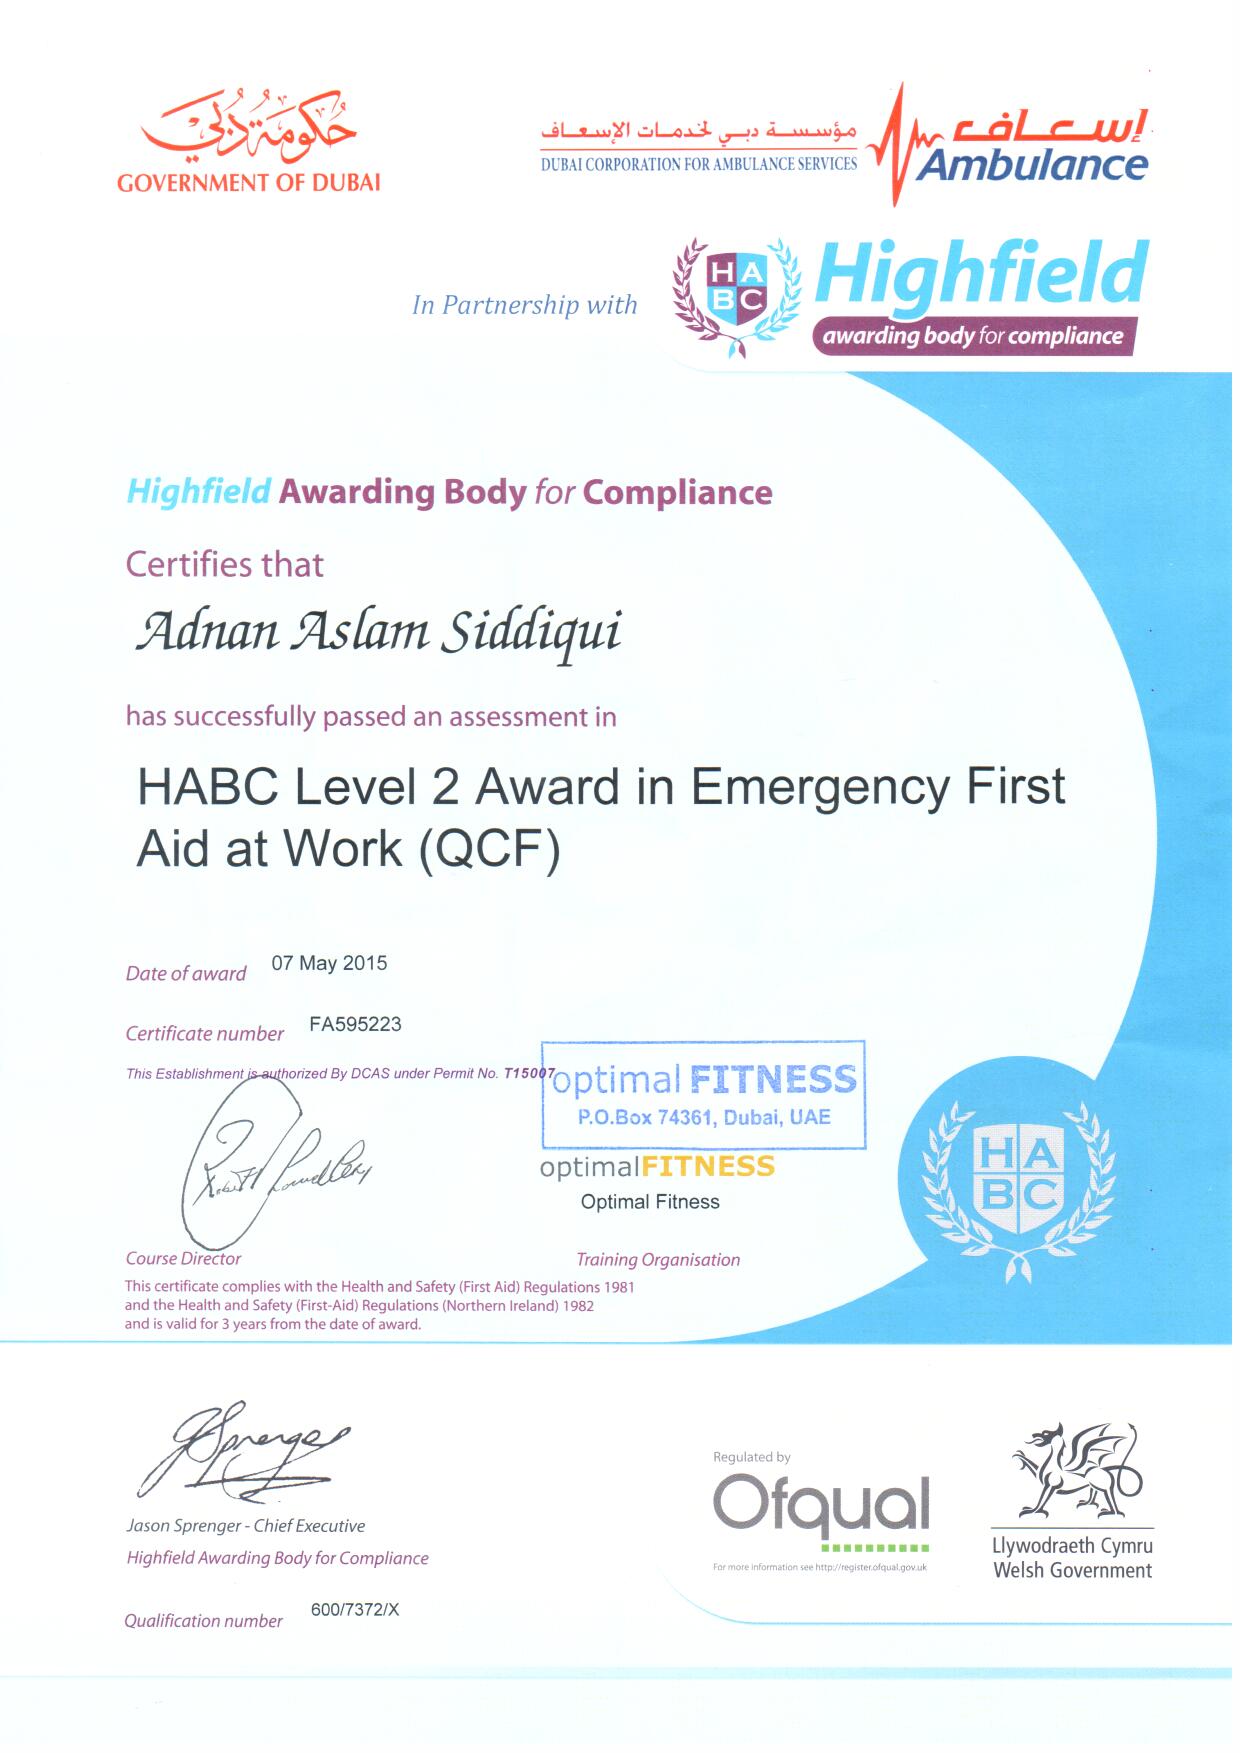 حكومة دبي
GOVERNMENT OF DUBAI
مؤسسة دبي لخدمات الإسعاف
DUBAI CORPORATION FOR AMBULANCE SERVICES
إسعاف
Ambulance
In Partnership with
HA
BC
Highfield
awarding body for compliance
Highfield Awarding Body for Compliance
Certifies that
Adnan Aslam Siddiqui
has successfully passed an assessment in
HABC Level 2 Award in Emergency First
Aid at Work (QCF)
Date of award 07 May 2015
Certificate number FA595223
This Establishment is authorized By DCAS under Permit No. T15007
optimal FITNESS
P.O.Box 74361, Dubai, UAE
optimalFITNESS
Optimal Fitness
HA
BC
Course Director
Training Organisation
This certificate complies with the Health and Safety (First Aid) Regulations 1981
and the Health and Safety (First-Aid) Regulations (Northern Ireland) 1982
and is valid for 3 years from the date of award.
Jason Sprenger - Chief Executive
Highfield Awarding Body for Compliance
Qualification number 600/7372/X
Regulated by
Ofqual
For more information see http://register.ofqual.gov.uk
Llywodraeth Cymru
Welsh Government